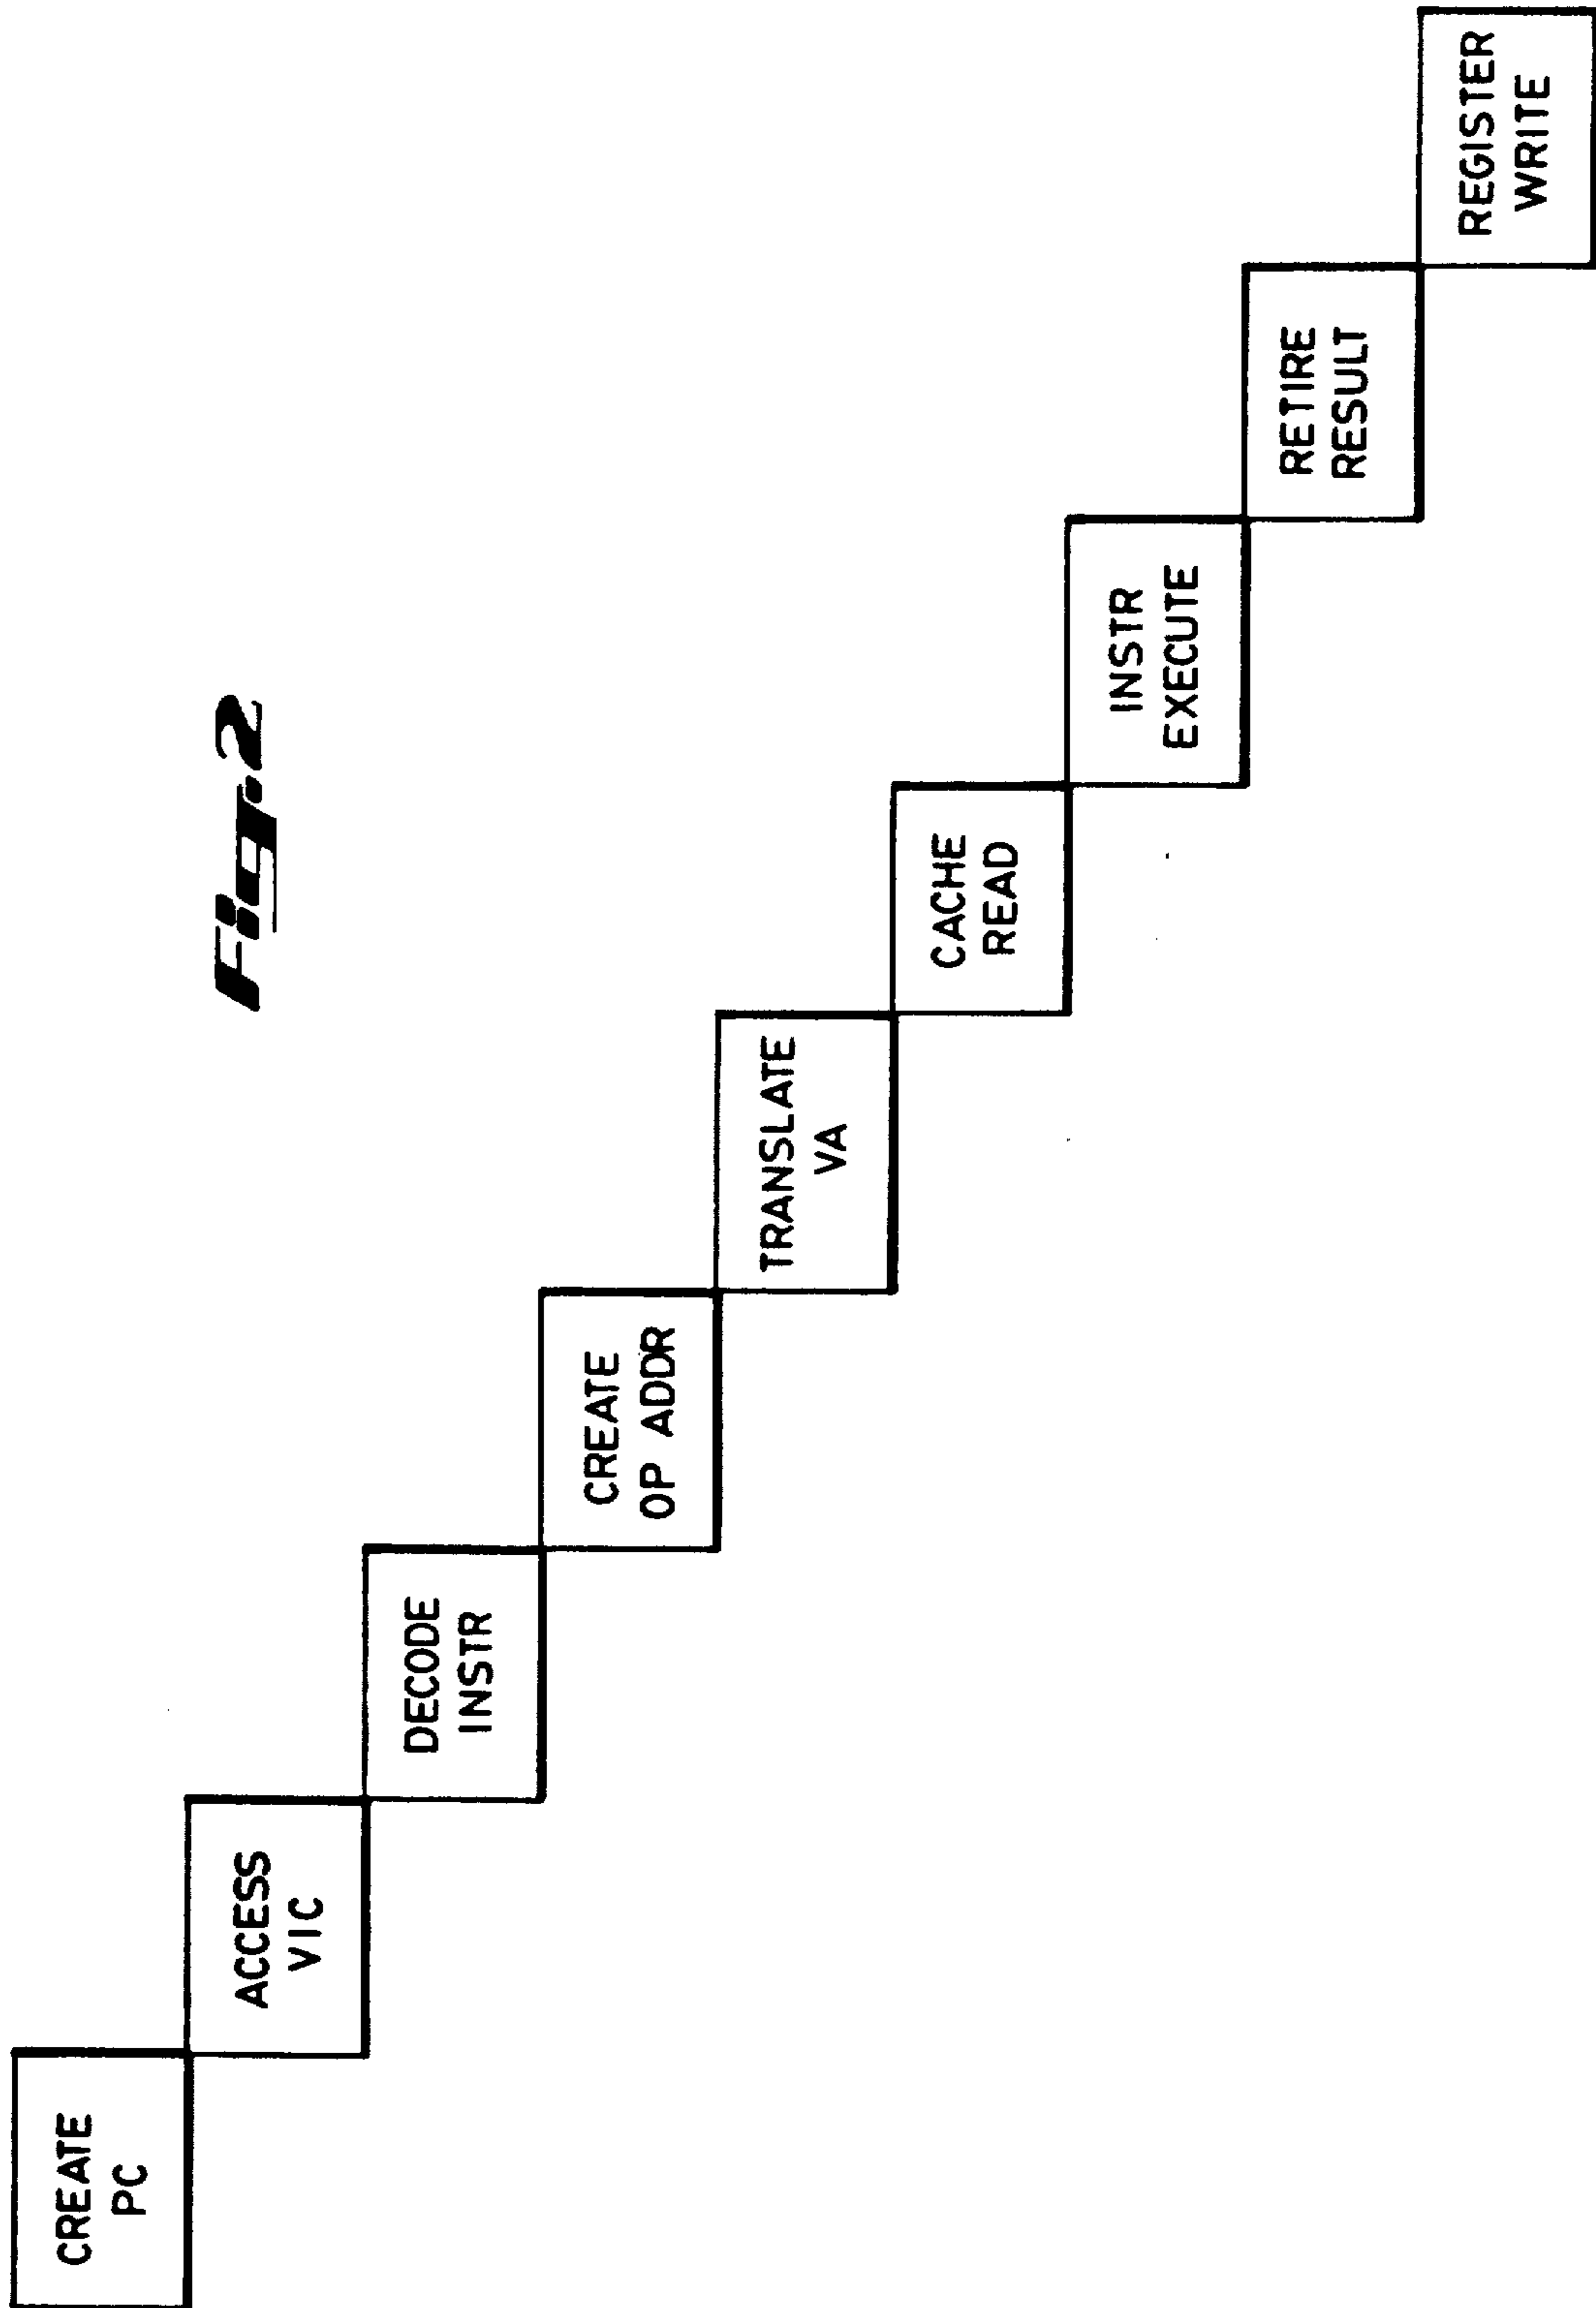 Fig. 2
CREATE
PC
ACCESS
VIC
DECODE
INSTR
CREATE
OP ADDR
TRANSLATE
VA
CACHE
READ
INSTR
EXECUTE
RETIRE
RESULT
REGISTER
WRITE